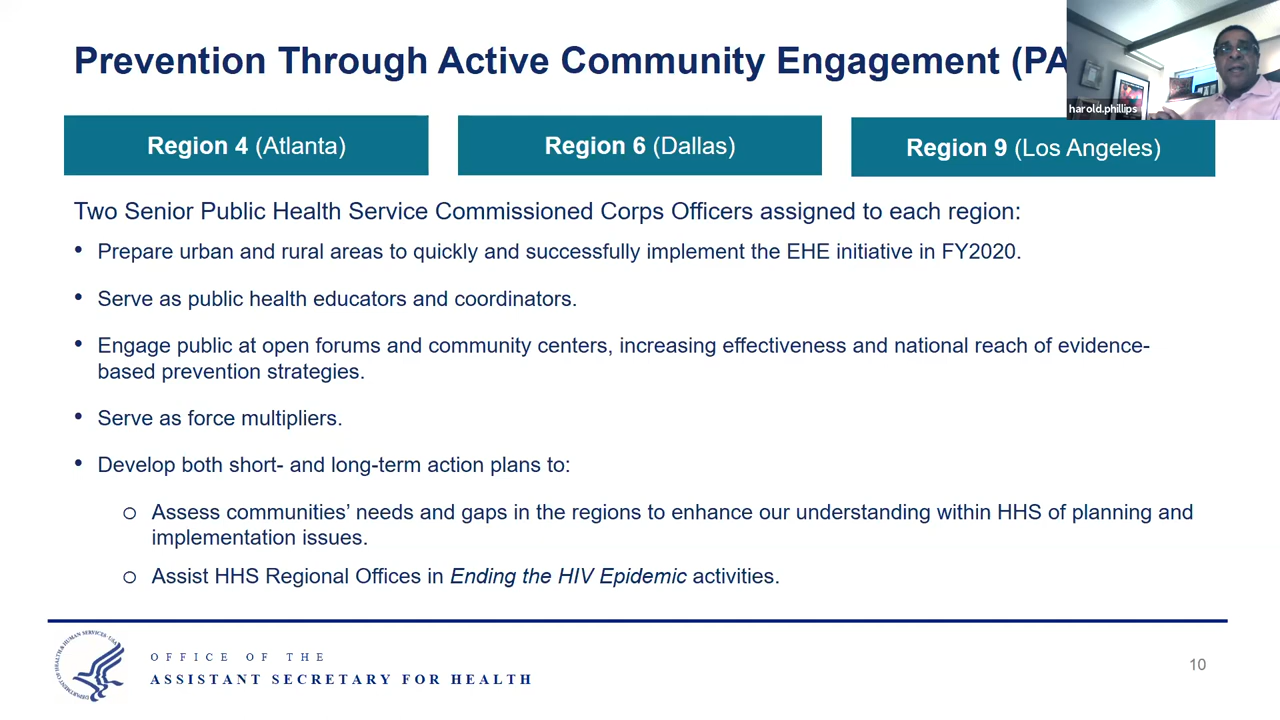 Prevention Through Active Community Engagement (PA
harold.phillips
Region 4 (Atlanta)
Region 6 (Dallas)
Region 9 (Los Angeles)
Two Senior Public Health Service Commissioned Corps Officers assigned to each region:
• Prepare urban and rural areas to quickly and successfully implement the EHE initiative in FY2020.
• Serve as public health educators and coordinators.
• Engage public at open forums and community centers, increasing effectiveness and national reach of evidence-
based prevention strategies.
• Serve as force multipliers.
• Develop both short- and long-term action plans to:
o Assess communities’ needs and gaps in the regions to enhance our understanding within HHS of planning and
implementation issues.
o Assist HHS Regional Offices in Ending the HIV Epidemic activities.
DEPARTMENT OF HEALTH & HUMAN SERVICES · USA
OFFICE OF THE
ASSISTANT SECRETARY FOR HEALTH
10